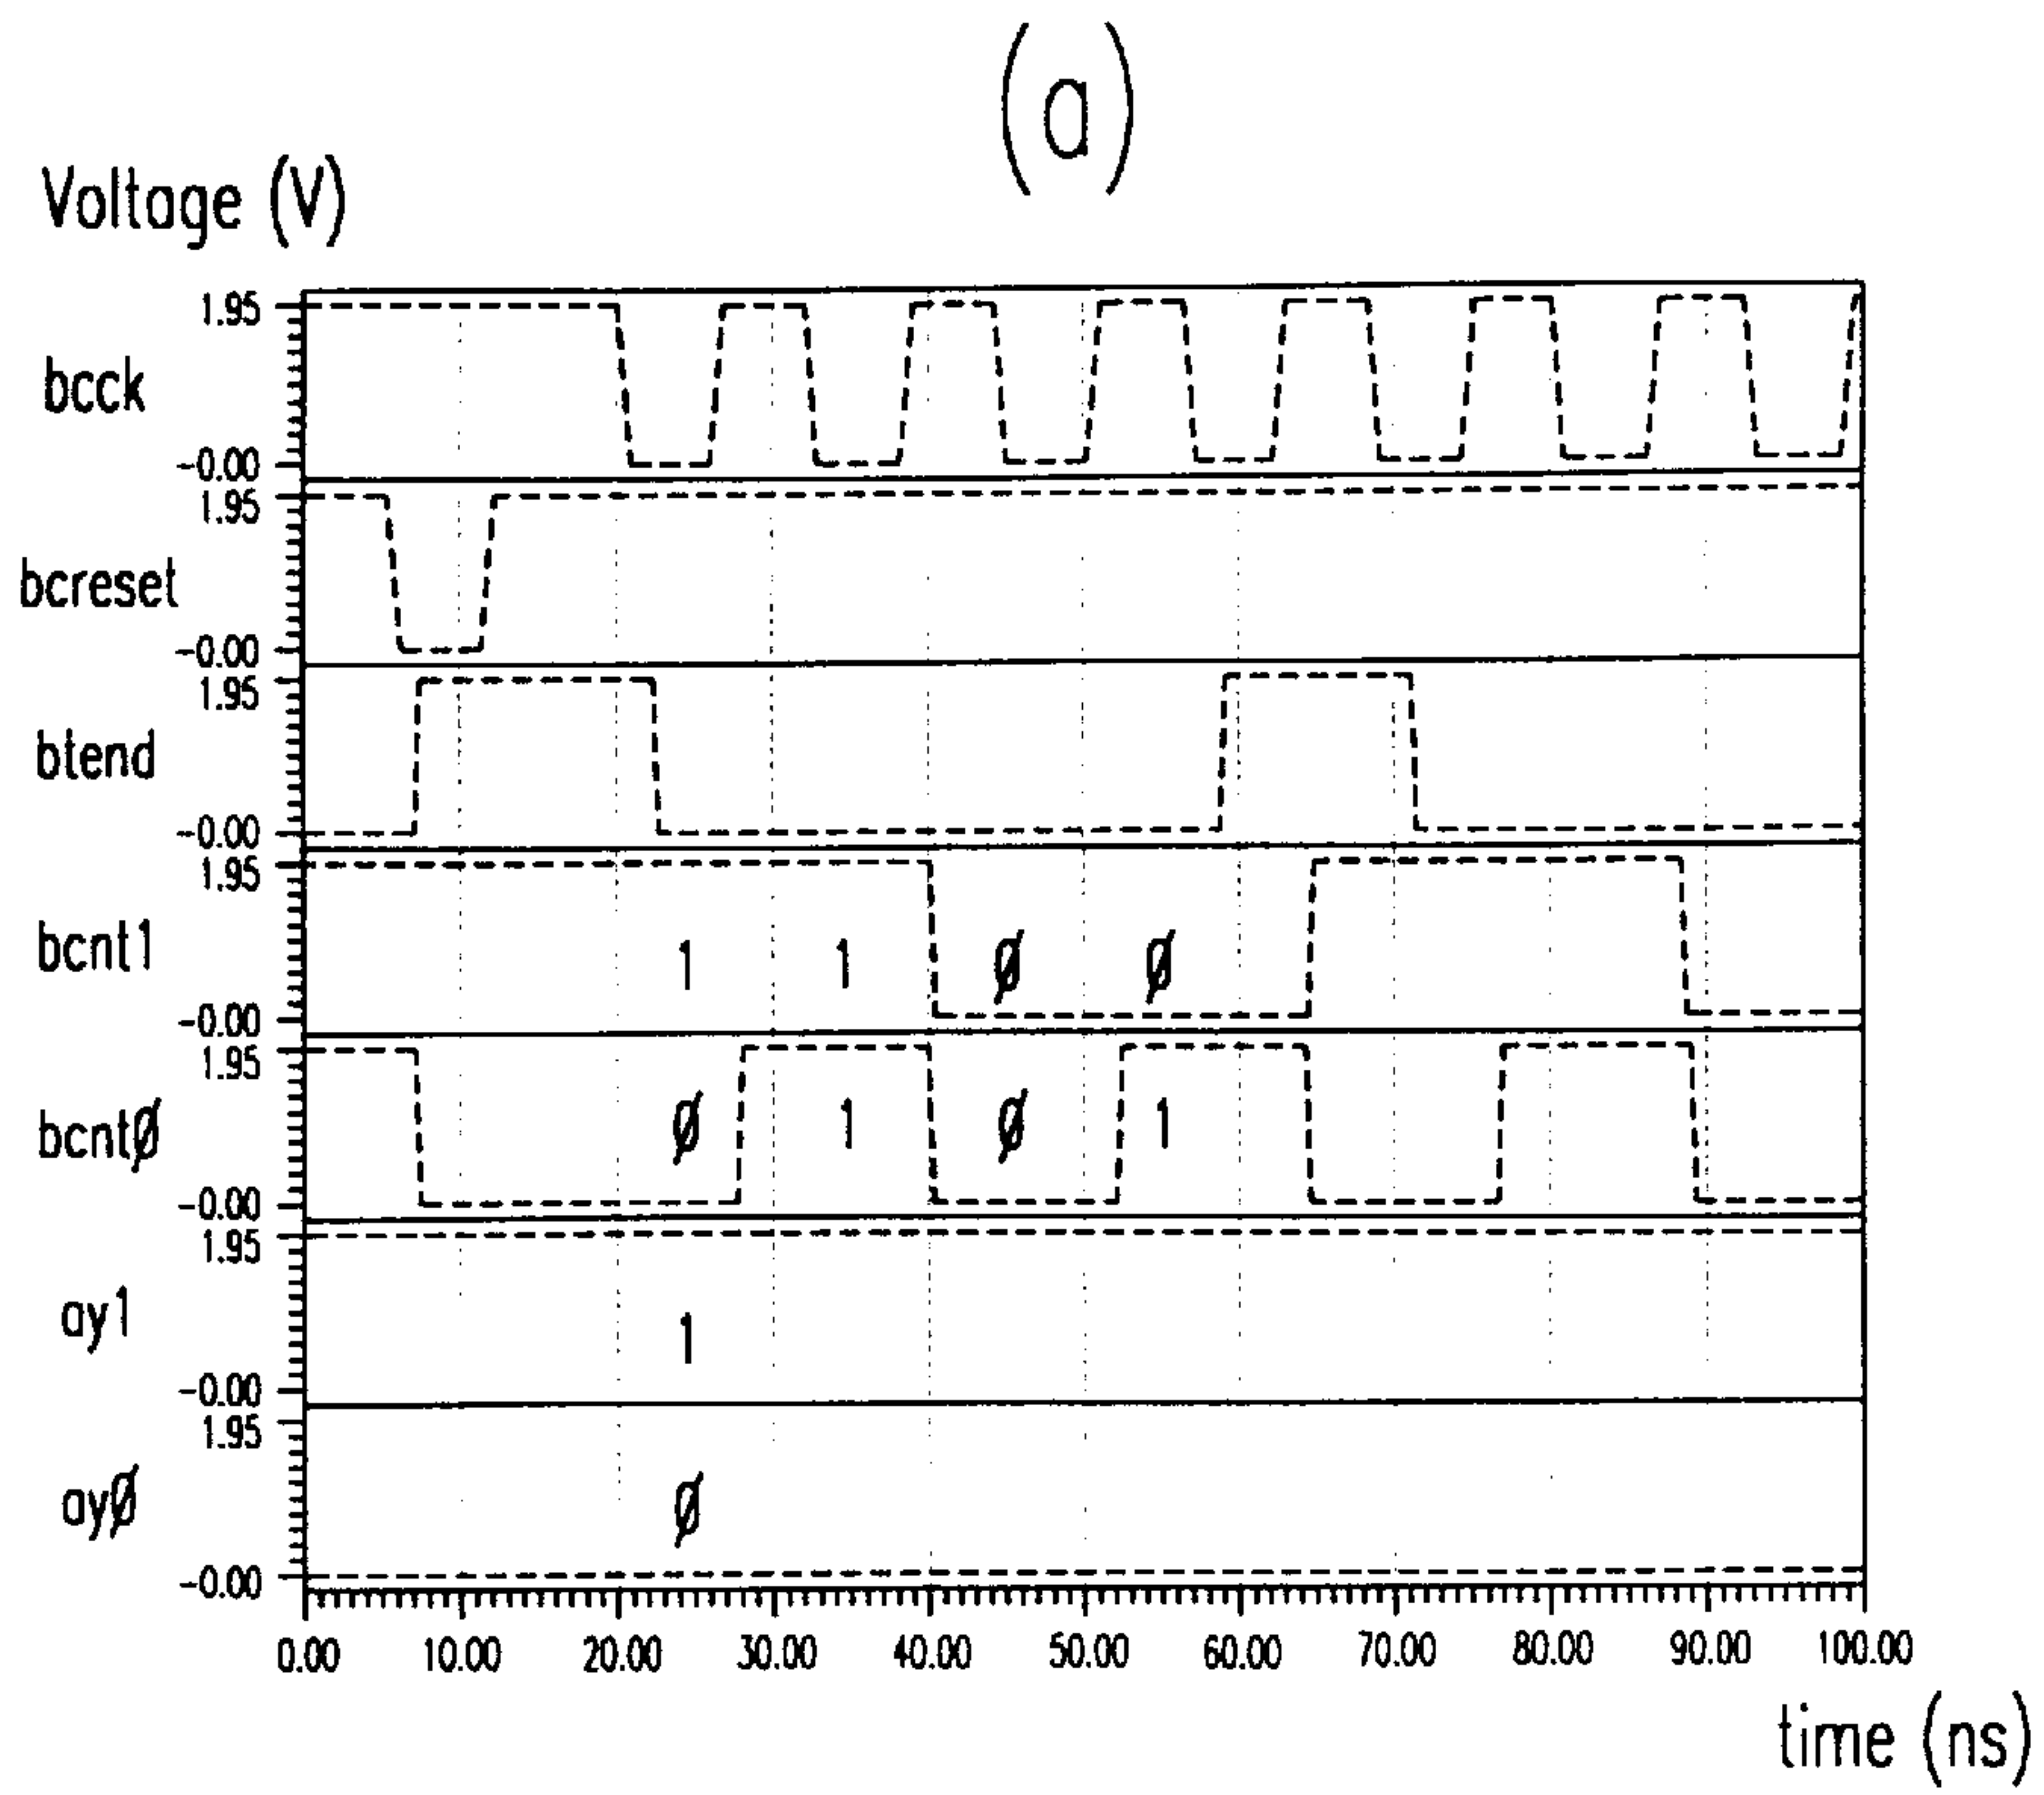 (a)
Voltage (V)
1.95
bcck
-0.00
1.95
bcreset
-0.00
1.95
btend
-0.00
1.95
bcnt1
1 1 Ø Ø
-0.00
1.95
bcntØ
Ø 1 Ø 1
-0.00
1.95
ay1
1
-0.00
1.95
ayØ
Ø
-0.00
0.00 10.00 20.00 30.00 40.00 50.00 60.00 70.00 80.00 90.00 100.00
time (ns)